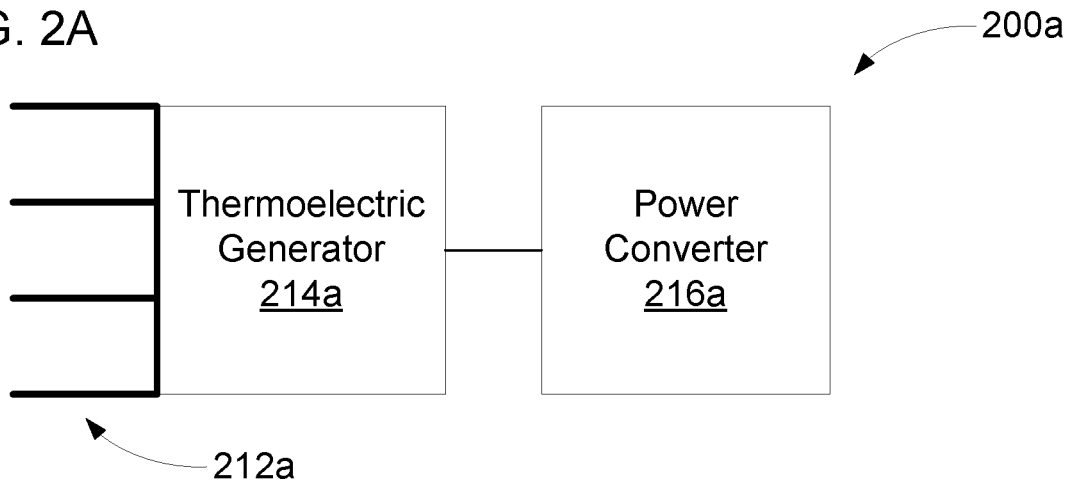 G. 2A
200a
Thermoelectric
Generator
214a
Power
Converter
216a
212a